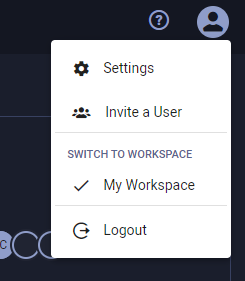 ?
Settings
Invite a User
SWITCH TO WORKSPACE
My Workspace
Logout
C